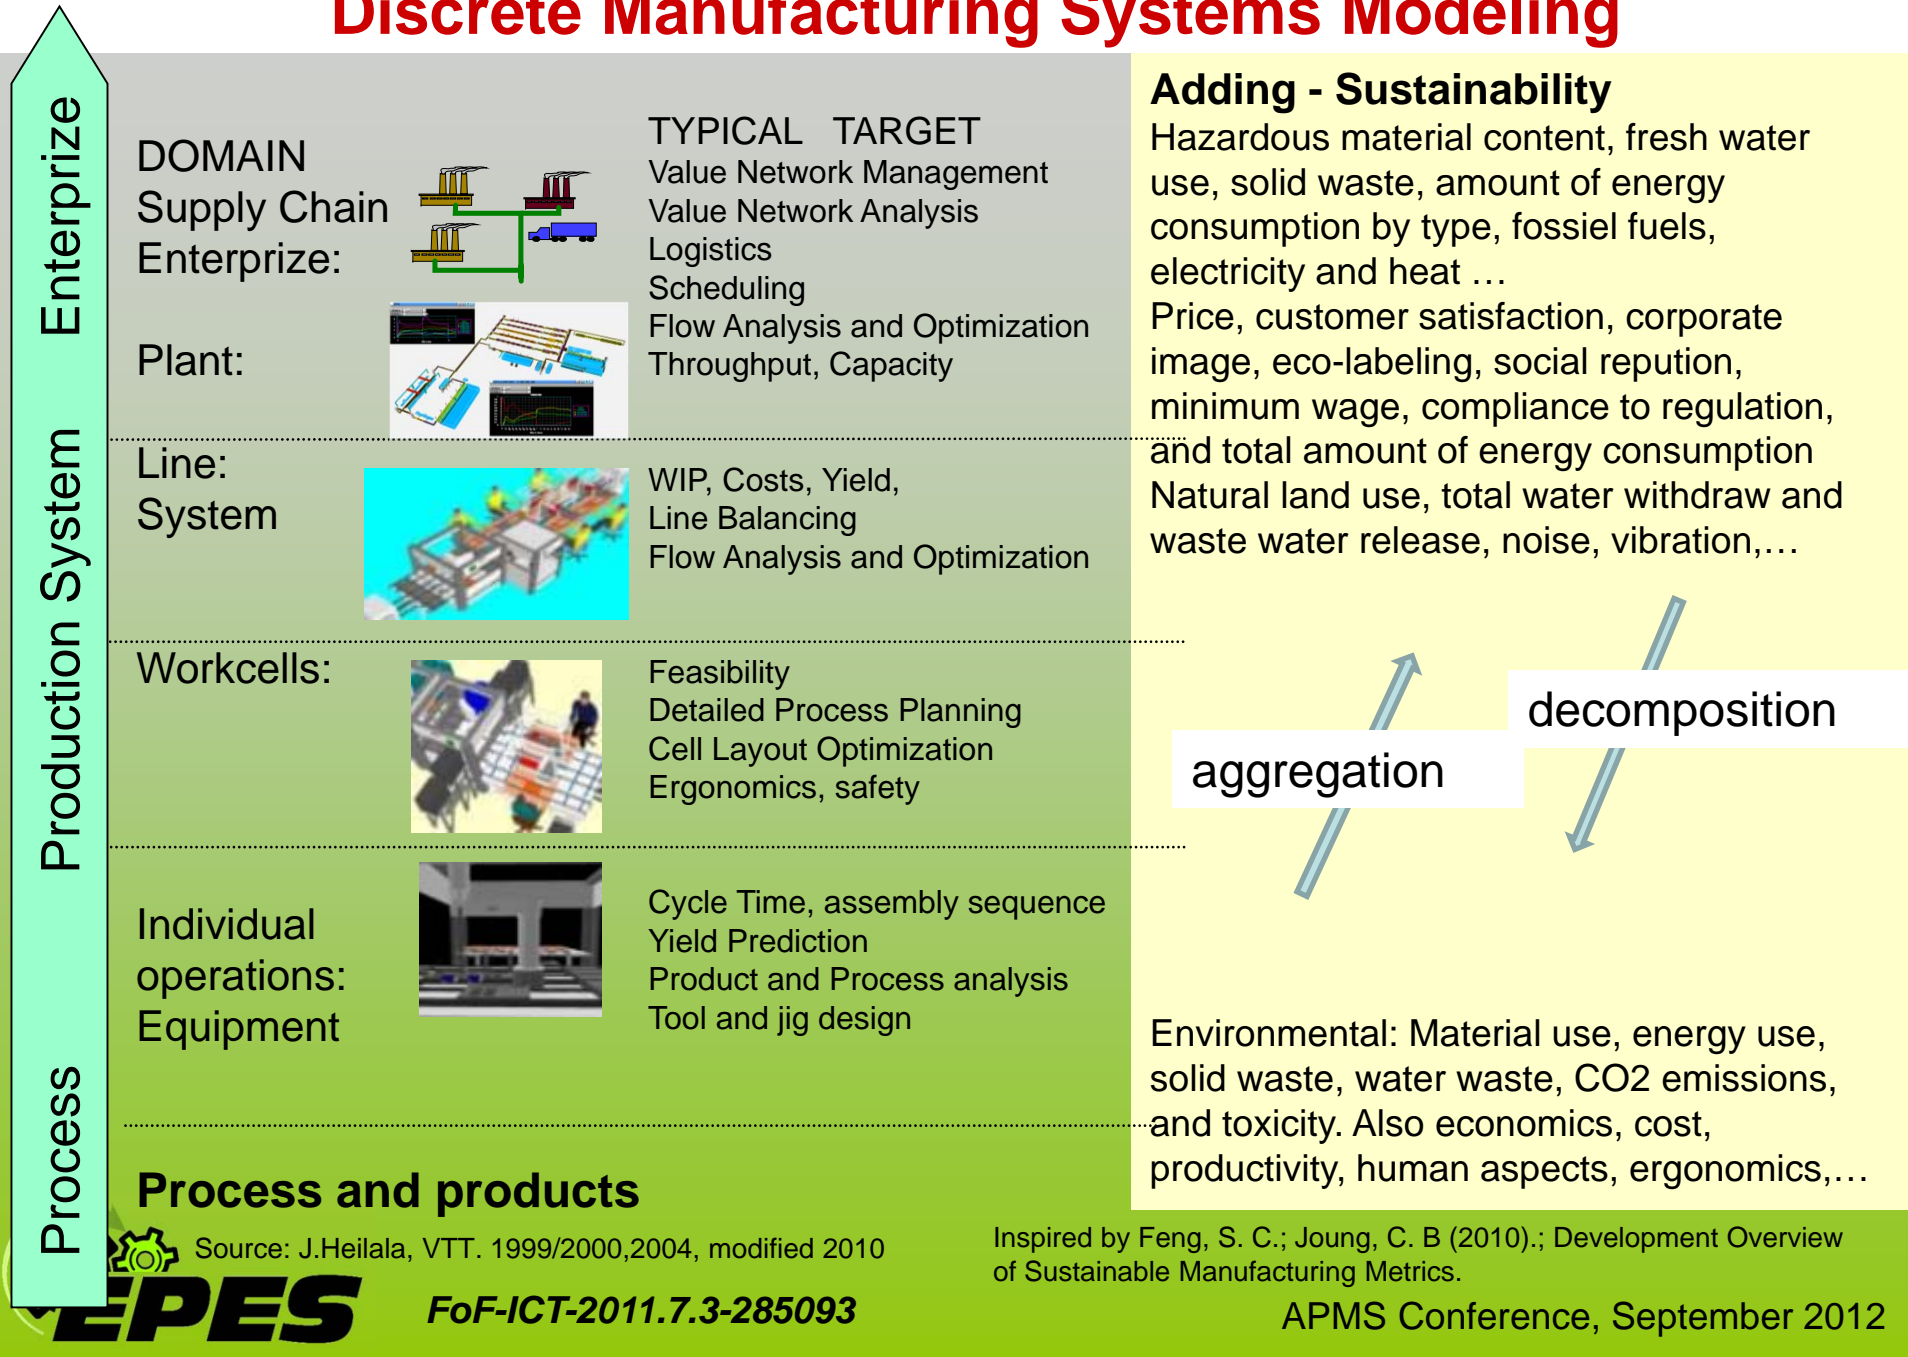 Discrete Manufacturing Systems Modeling
Enterprize
Production System
Process
DOMAIN
Supply Chain
Enterprize:
Plant:
Line:
System
Workcells:
Individual
operations:
Equipment
Process and products
TYPICAL TARGET
Value Network Management
Value Network Analysis
Logistics
Scheduling
Flow Analysis and Optimization
Throughput, Capacity
WIP, Costs, Yield,
Line Balancing
Flow Analysis and Optimization
Feasibility
Detailed Process Planning
Cell Layout Optimization
Ergonomics, safety
Cycle Time, assembly sequence
Yield Prediction
Product and Process analysis
Tool and jig design
Adding - Sustainability
Hazardous material content, fresh water
use, solid waste, amount of energy
consumption by type, fossiel fuels,
electricity and heat …
Price, customer satisfaction, corporate
image, eco-labeling, social repution,
minimum wage, compliance to regulation,
and total amount of energy consumption
Natural land use, total water withdraw and
waste water release, noise, vibration,…
decomposition
aggregation
Environmental: Material use, energy use,
solid waste, water waste, CO2 emissions,
and toxicity. Also economics, cost,
productivity, human aspects, ergonomics,…
Source: J.Heilala, VTT. 1999/2000,2004, modified 2010
Inspired by Feng, S. C.; Joung, C. B (2010).; Development Overview
of Sustainable Manufacturing Metrics.
EPES
FoF-ICT-2011.7.3-285093
APMS Conference, September 2012